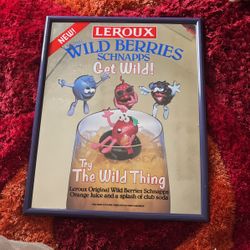 NEW!
LEROUX
WILD BERRIES
SCHNAPPS
Get Wild!
Try
The Wild Thing
Leroux Original Wild Berries Schnapps
Orange Juice and a splash of club soda